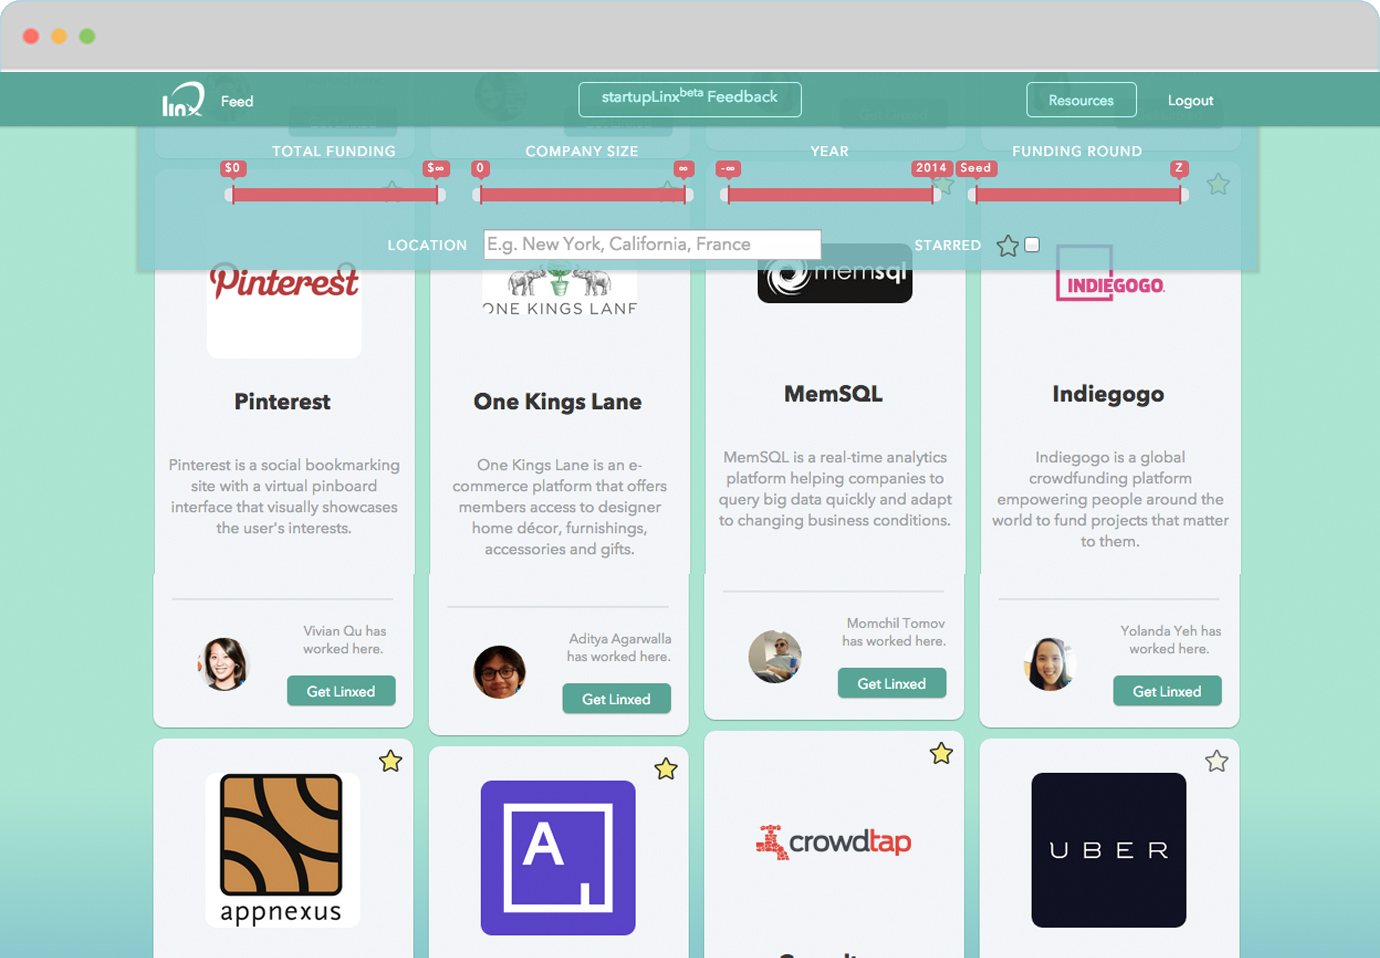 linx
Feed
startupLinx beta Feedback
Resources
Logout
TOTAL FUNDING
COMPANY SIZE
YEAR
FUNDING ROUND
$0
$∞
0
∞
-∞
2014
Seed
Z
LOCATION
E.g. New York, California, France
STARRED
Pinterest
ONE KINGS LANE
memsql
INDIEGOGO
Pinterest
Pinterest is a social bookmarking
site with a virtual pinboard
interface that visually showcases
the user's interests.
Vivian Qu has
worked here.
Get Linxed
One Kings Lane
One Kings Lane is an e-
commerce platform that offers
members access to designer
home décor, furnishings,
accessories and gifts.
Aditya Agarwalla
has worked here.
Get Linxed
MemSQL
MemSQL is a real-time analytics
platform helping companies to
query big data quickly and adapt
to changing business conditions.
Momchil Tomov
has worked here.
Get Linxed
Indiegogo
Indiegogo is a global
crowdfunding platform
empowering people around the
world to fund projects that matter
to them.
Yolanda Yeh has
worked here.
Get Linxed
appnexus
A
crowdtap
UBER